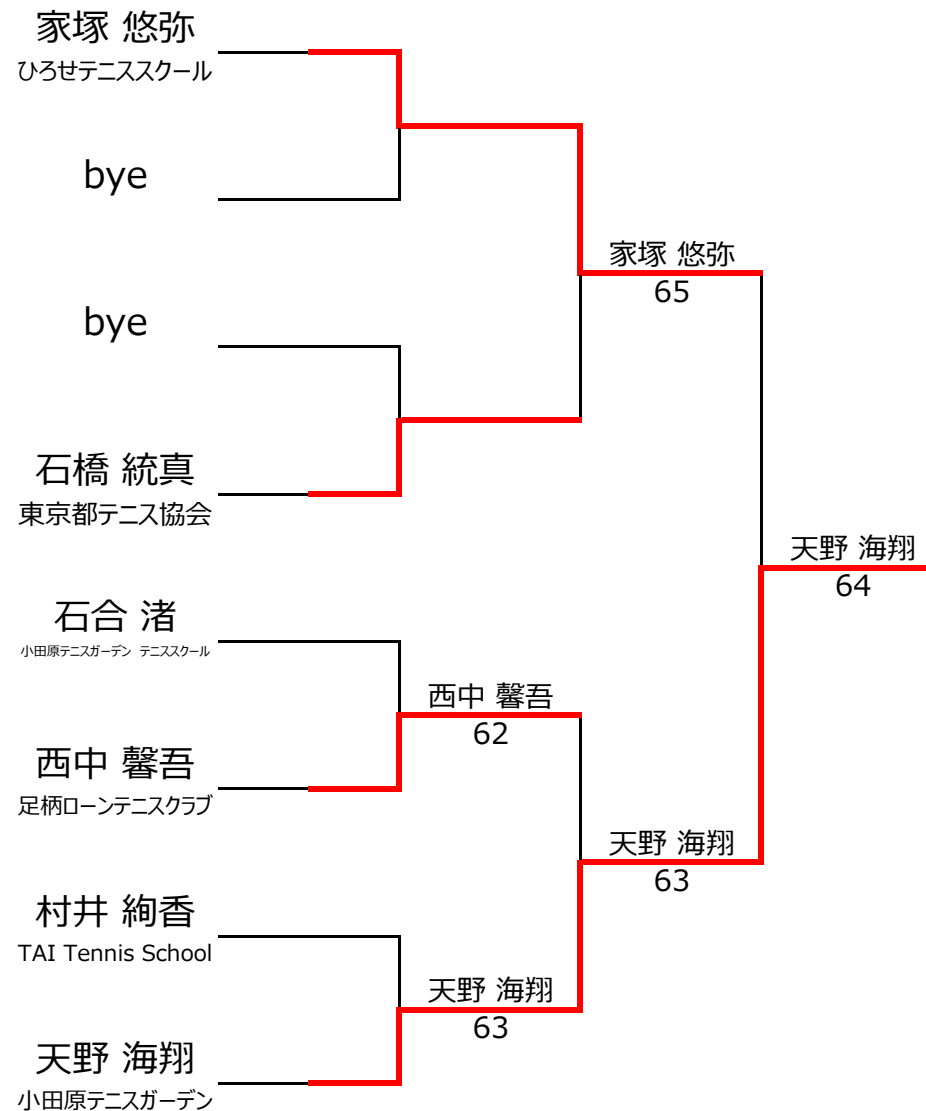 家塚 悠弥
ひろせテニススクール
bye
bye
石橋 統真
東京都テニス協会
石合 渚
小田原テニスガーデン テニススクール
西中 馨吾
足柄ローンテニスクラブ
村井 絢香
TAI Tennis School
天野 海翔
小田原テニスガーデン
西中 馨吾
62
天野 海翔
63
家塚 悠弥
65
天野 海翔
63
天野 海翔
64